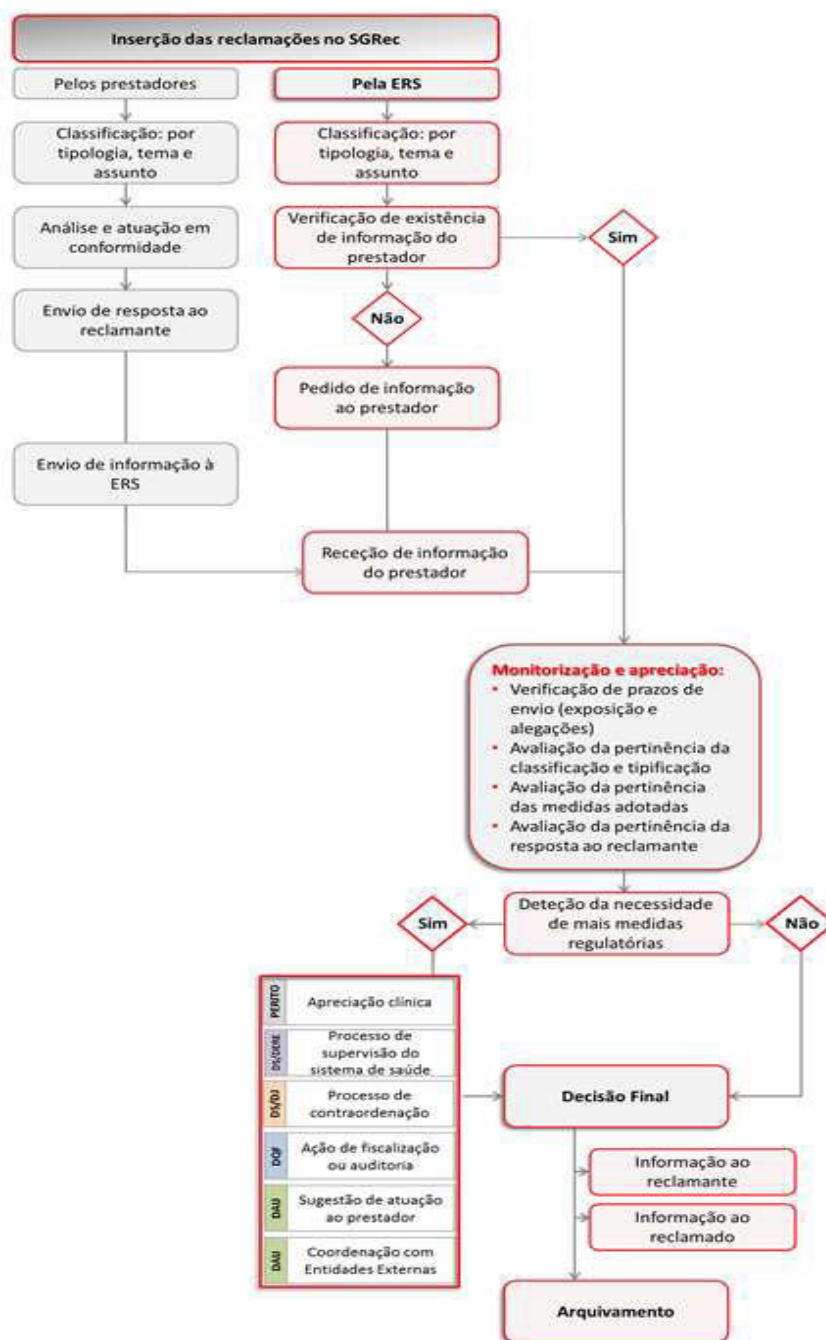 Inserção das reclamações no SGRec
Pelos prestadores
Pela ERS
Classificação: por
tipologia, tema e
assunto
Classificação: por
tipologia, tema e
assunto
Análise e atuação em
conformidade
Verificação de existência
de informação do
prestador
Sim
Envio de resposta ao
reclamante
Não
Pedido de informação
ao prestador
Envio de informação à
ERS
Receção de informação
do prestador
Monitorização e apreciação:
▪ Verificação de prazos de
envio (exposição e
alegações)
▪ Avaliação da pertinência da
classificação e tipificação
▪ Avaliação da pertinência
das medidas adotadas
▪ Avaliação da pertinência da
resposta ao reclamante
Sim
Deteção da necessidade
de mais medidas
regulatórias
Não
PERITO
Apreciação clínica
DS/DERE
Processo de
supervisão do
sistema de saúde
DS/DJ
Processo de
contraordenação
DQF
Ação de fiscalização
ou auditoria
DAU
Sugestão de atuação
ao prestador
DAU
Coordenação com
Entidades Externas
Decisão Final
Informação ao
reclamante
Informação ao
reclamado
Arquivamento